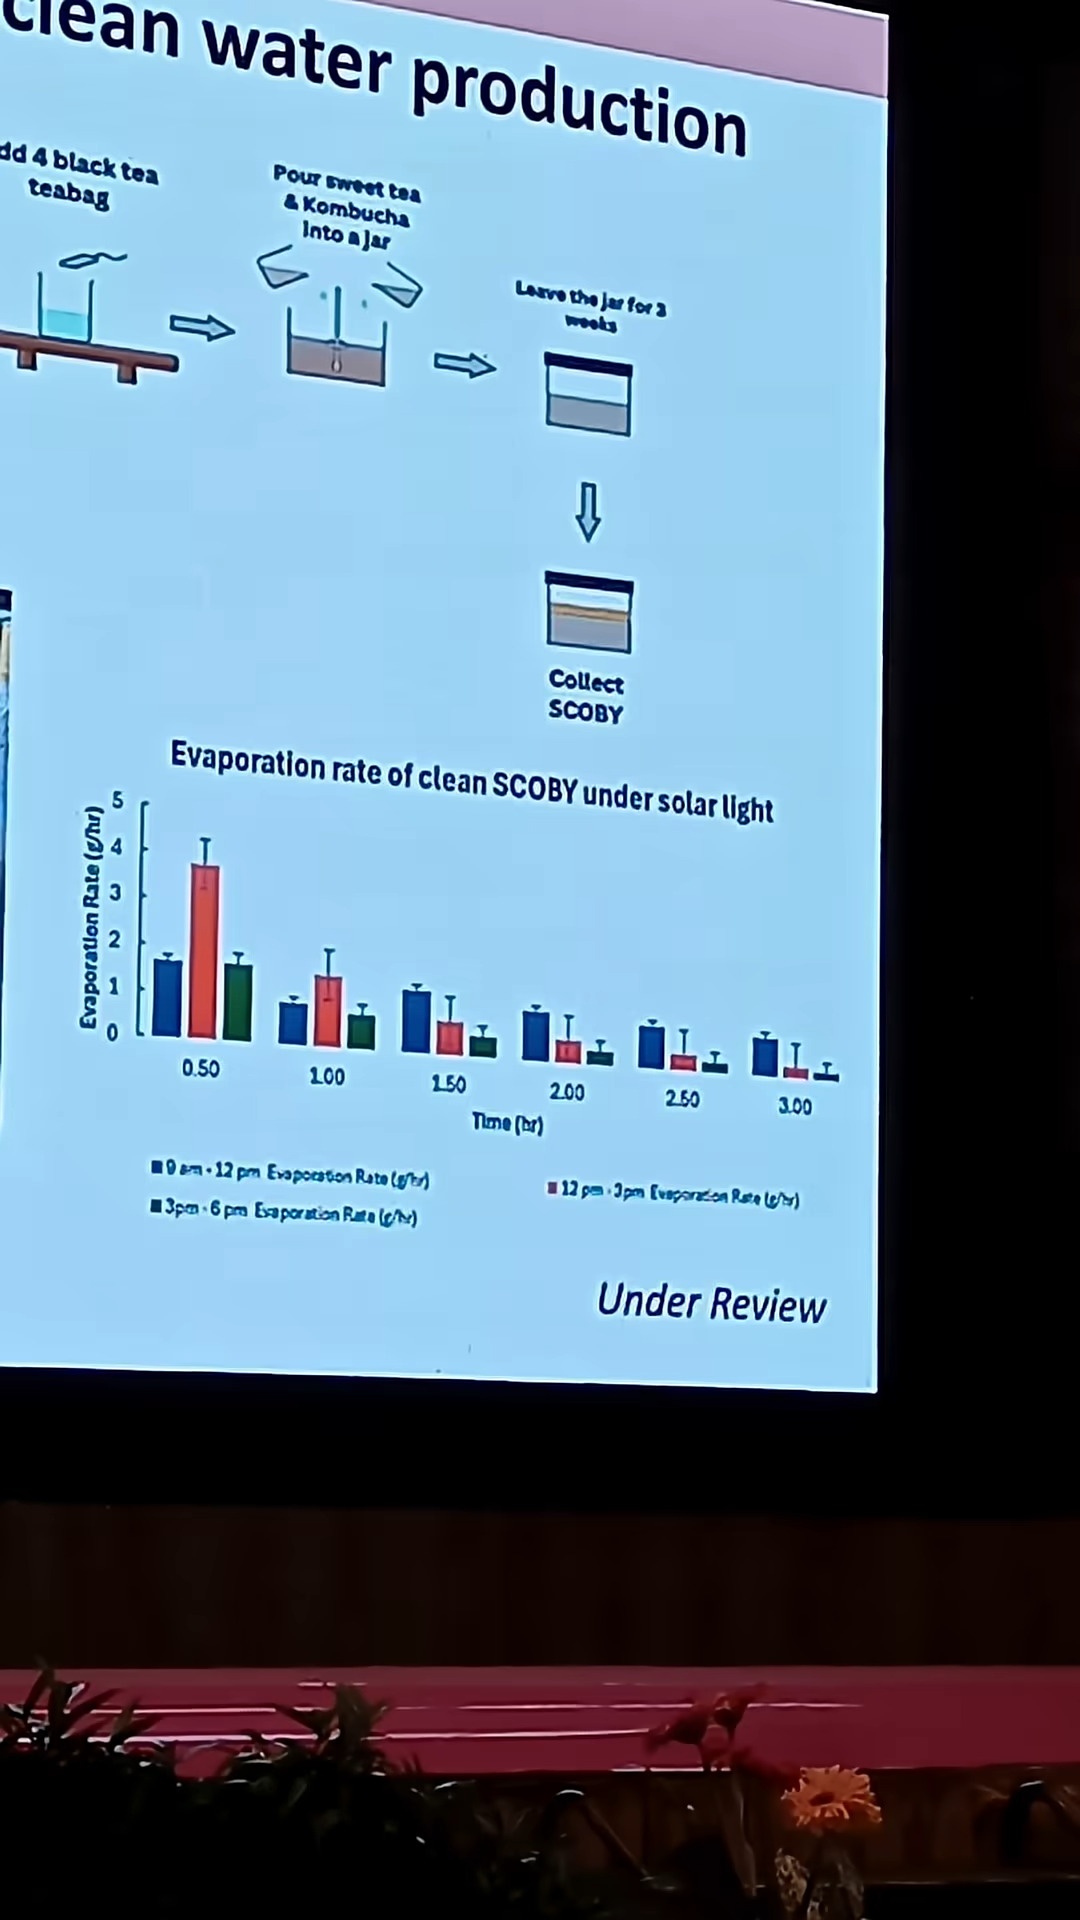 clean water production
dd 4 black tea
teabag
Pour sweet tea
& Kombucha
into a jar
Leave the jar for 3
weeks
Collect
SCOBY
Evaporation rate of clean SCOBY under solar light
Evaporation Rate (g/hr)
5
4
3
2
1
0
0.50
1.00
1.50
2.00
2.50
3.00
Time (hr)
9 am - 12 pm Evaporation Rate (g/hr)
12 pm - 3pm Evaporation Rate (g/hr)
3pm - 6 pm Evaporation Rate (g/hr)
Under Review